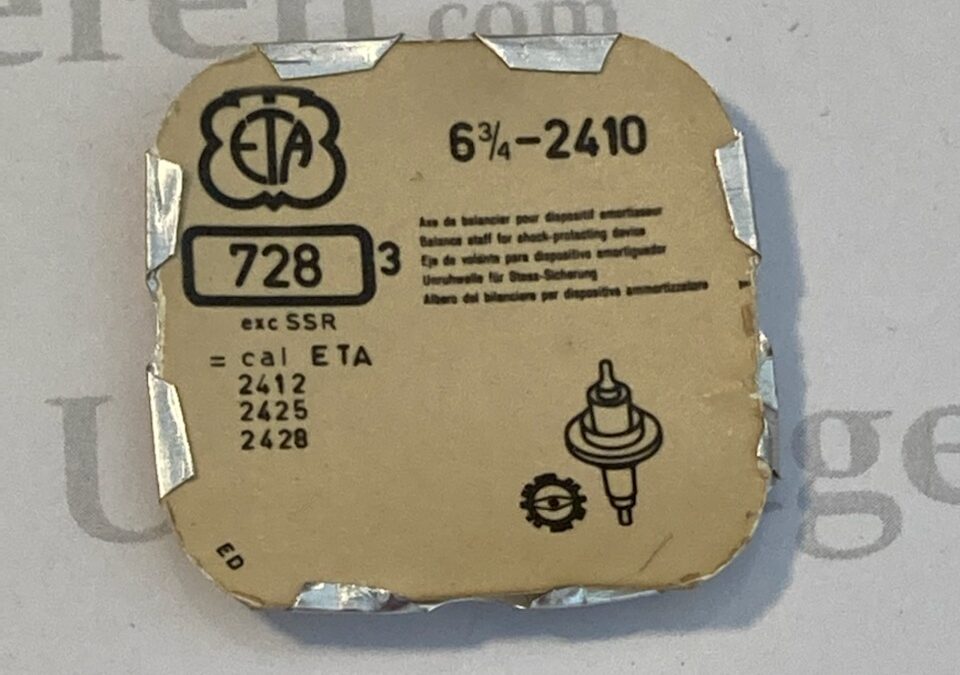 eren.com
ETA
6¾-2410
728 3
Axe de balancier pour dispositif amortisseur
Balance staff for shock-protecting device
Eje de volante para dispositivo amortiguador
Unruhwelle für Stoss-Sicherung
Albero del bilanciere per dispositivo ammortizzatore
exc SSR
= cal ETA
2412
2425
2428
ED